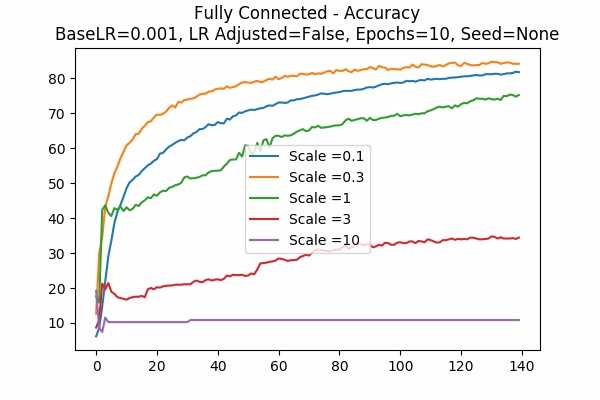 Fully Connected - Accuracy
BaseLR=0.001, LR Adjusted=False, Epochs=10, Seed=None
80
70
60
50
40
30
20
10
Scale =0.1
Scale =0.3
Scale =1
Scale =3
Scale =10
0 20 40 60 80 100 120 140